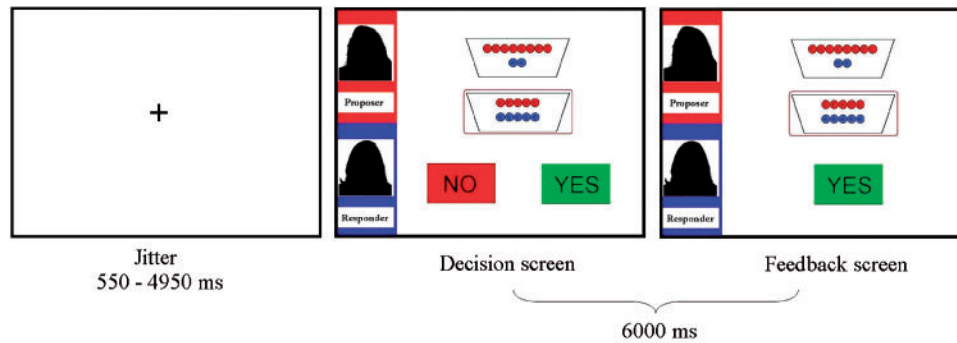 +
Proposer
Responder
NO
YES
Proposer
Responder
YES
Jitter
550 - 4950 ms
Decision screen
Feedback screen
6000 ms